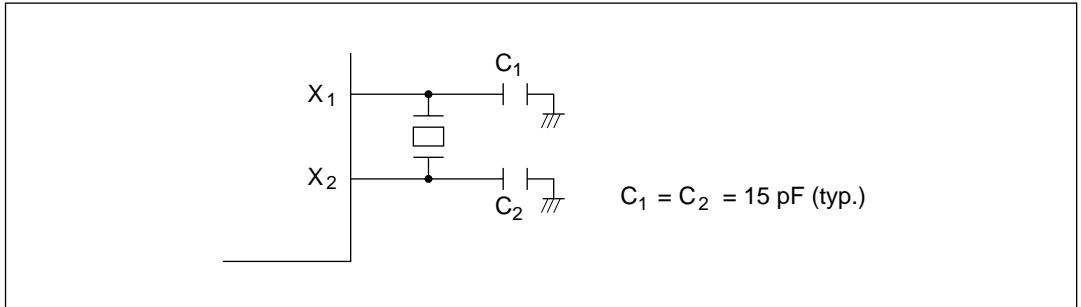 C1
X1
X2
C2
C1 = C2 = 15 pF (typ.)